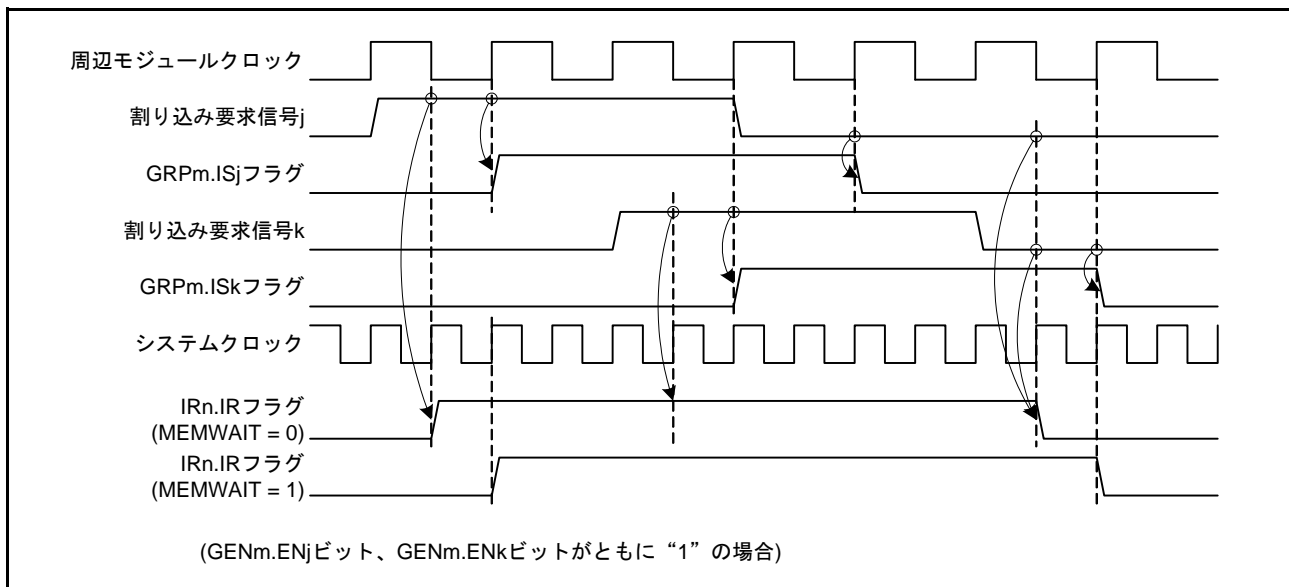 周辺モジュールクロック
割り込み要求信号j
GRPm.ISjフラグ
割り込み要求信号k
GRPm.ISkフラグ
システムクロック
IRn.IRフラグ
(MEMWAIT = 0)
IRn.IRフラグ
(MEMWAIT = 1)
(GENm.ENjビット、GENm.ENkビットがともに“1”の場合)